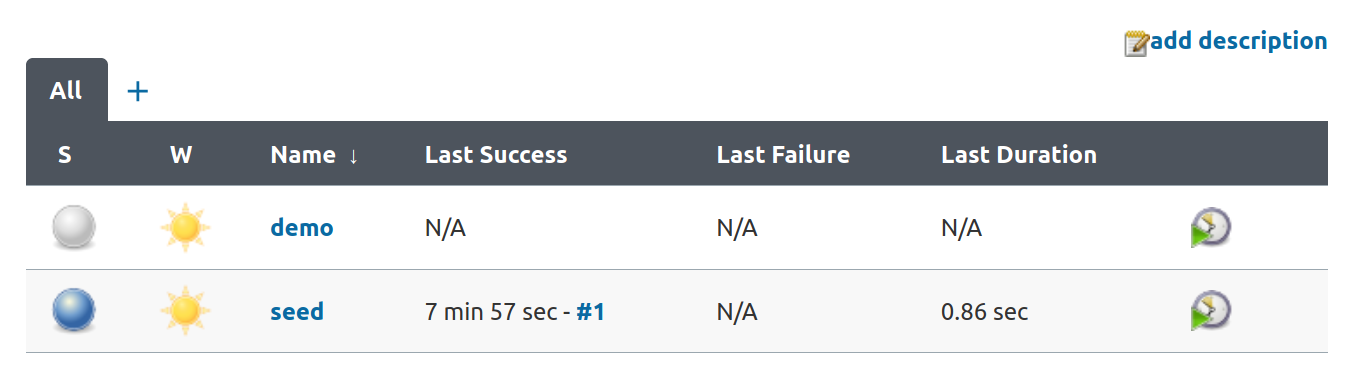 add description
All +
S W Name ↓ Last Success Last Failure Last Duration
demo N/A N/A N/A
seed 7 min 57 sec - #1 N/A 0.86 sec